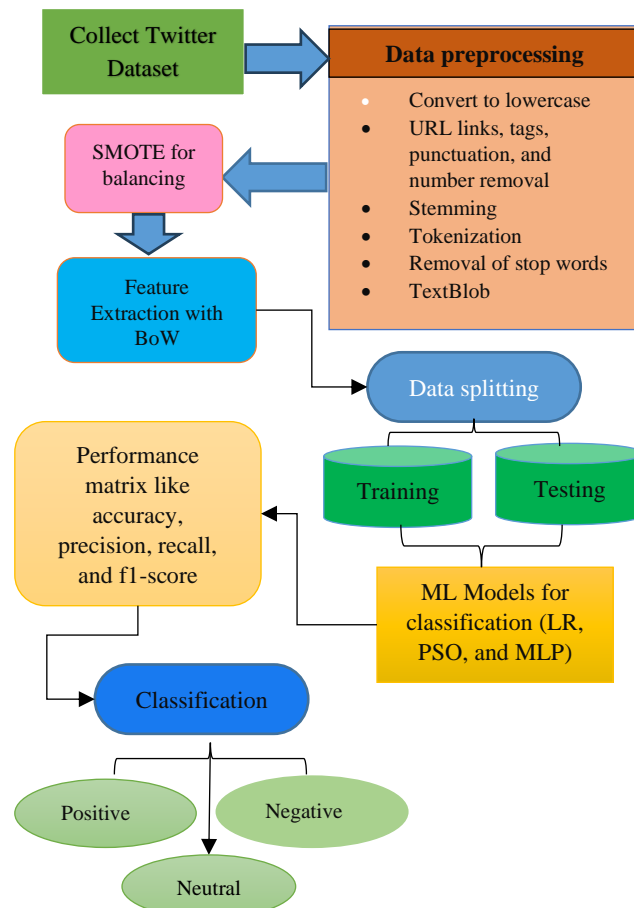 Collect Twitter
Dataset
Data preprocessing
• Convert to lowercase
• URL links, tags,
punctuation, and
number removal
• Stemming
• Tokenization
• Removal of stop words
• TextBlob
SMOTE for
balancing
Feature
Extraction with
BoW
Data splitting
Training
Testing
ML Models for
classification (LR,
PSO, and MLP)
Performance
matrix like
accuracy,
precision, recall,
and f1-score
Classification
Positive
Negative
Neutral